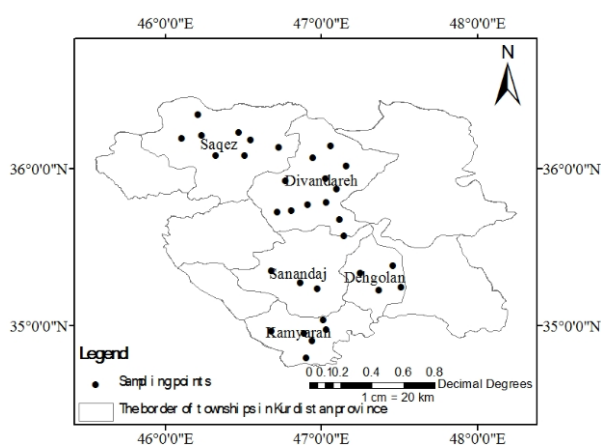 46°0'0"E 47°0'0"E 48°0'0"E
N
Saqez
36°0'0"N 36°0'0"N
Divandareh
Sanandaj Dehgolan
35°0'0"N 35°0'0"N
Kamyaran
Legend
Sampling points
0 0.1 0.2 0.4 0.6 0.8
Decimal Degrees
1 cm = 20 km
The border of townships in Kurdistan province
46°0'0"E 47°0'0"E 48°0'0"E